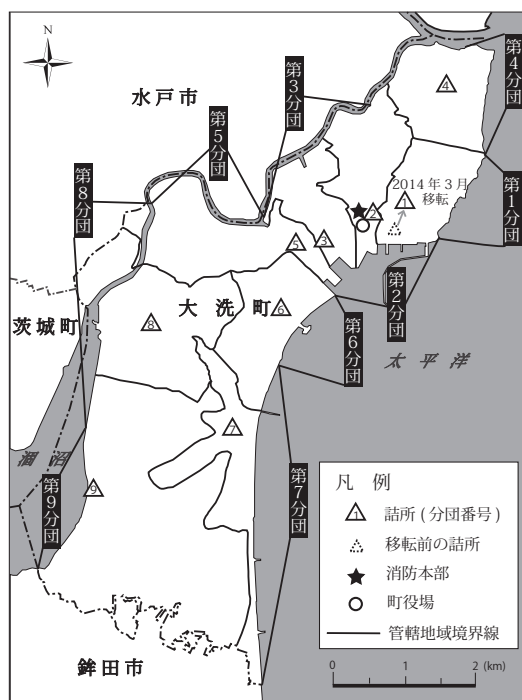 N
水戸市
第4分団
第3分団
第5分団
第8分団
4
2014年3月
移転
1
2
第1分団
5
3
第2分団
大洗町
6
8
茨城町
第6分団
太平洋
7
涸沼
9
第9分団
第7分団
鉾田市
凡 例
1 詰所(分団番号)
移転前の詰所
消防本部
町役場
管轄地域境界線
0 1 2 (km)